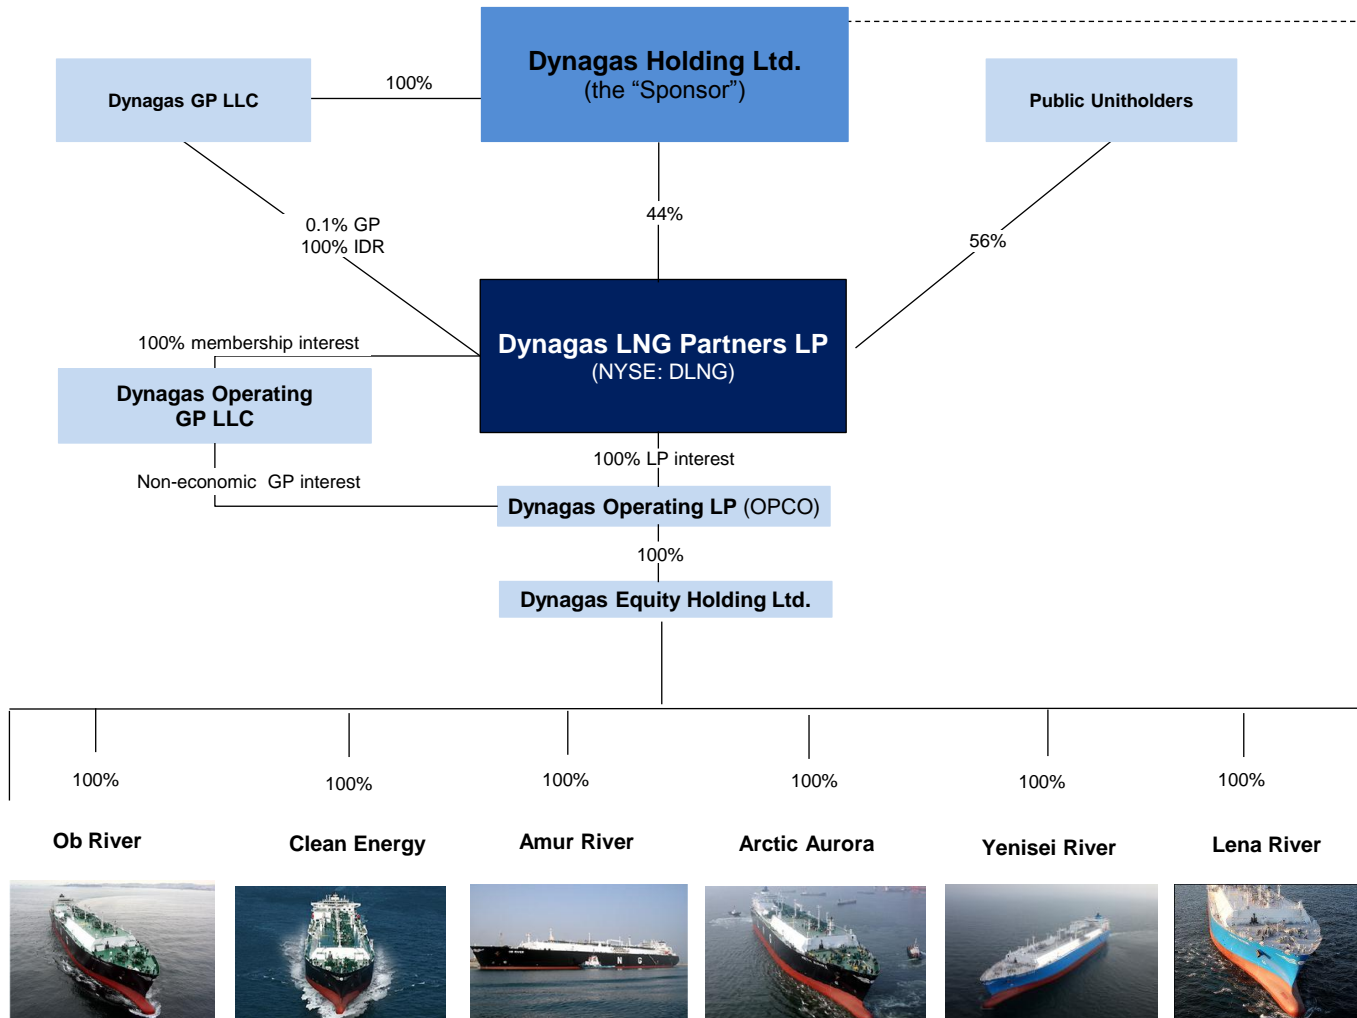 Dynagas Holding Ltd.
(the “Sponsor”)
Dynagas GP LLC
100%
Public Unitholders
0.1% GP
100% IDR
44%
56%
Dynagas LNG Partners LP
(NYSE: DLNG)
100% membership interest
Dynagas Operating
GP LLC
100% LP interest
Non-economic GP interest
Dynagas Operating LP (OPCO)
100%
Dynagas Equity Holding Ltd.
100%
100%
100%
100%
100%
100%
Ob River
Clean Energy
Amur River
Arctic Aurora
Yenisei River
Lena River
N G